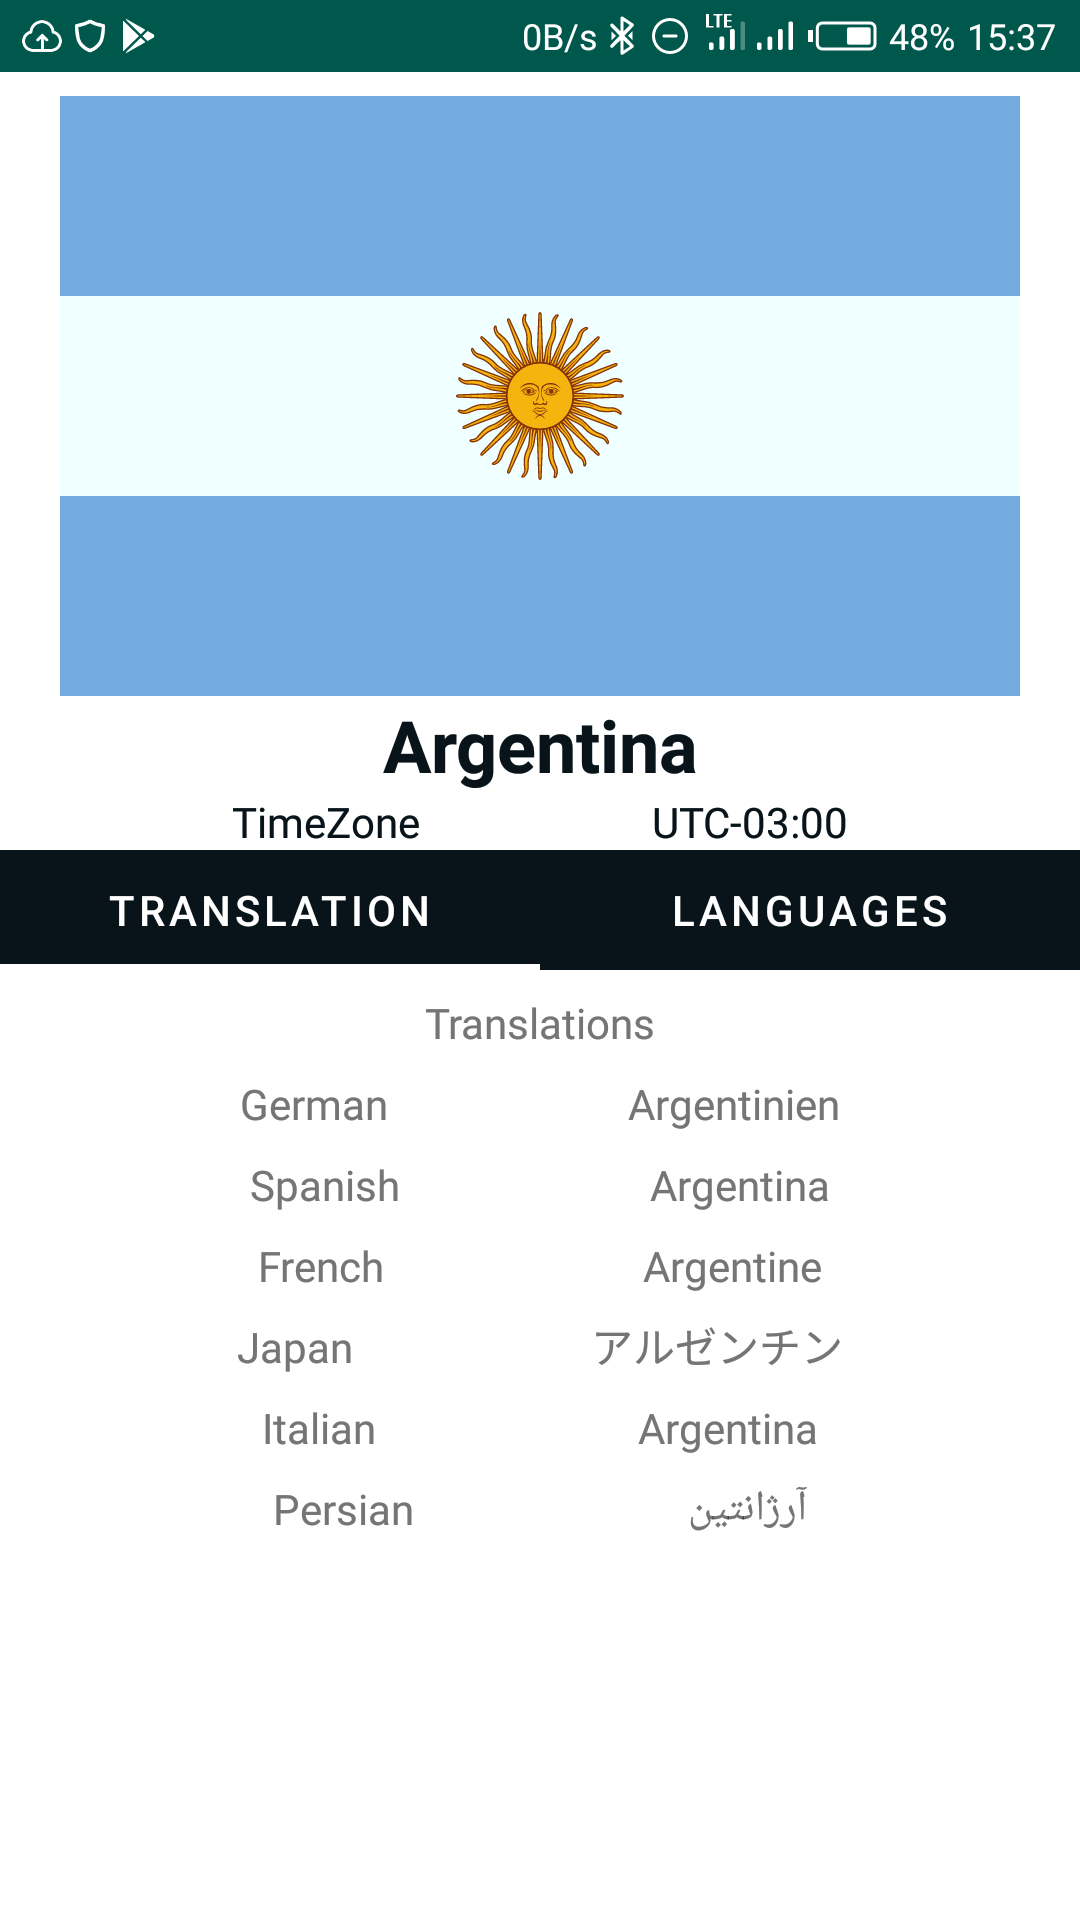 0B/s LTE 48% 15:37
Argentina
TimeZone UTC-03:00
TRANSLATION LANGUAGES
Translations
German Argentinien
Spanish Argentina
French Argentine
Japan アルゼンチン
Italian Argentina
Persian آرژانتین